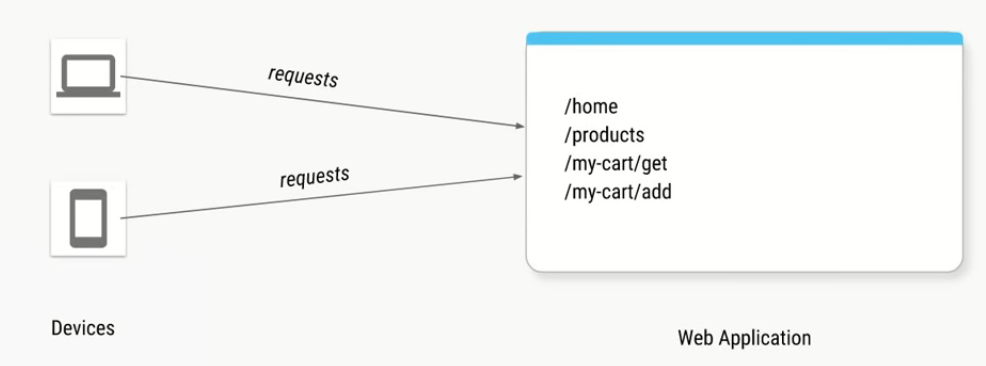 requests
requests
/home
/products
/my-cart/get
/my-cart/add
Devices
Web Application